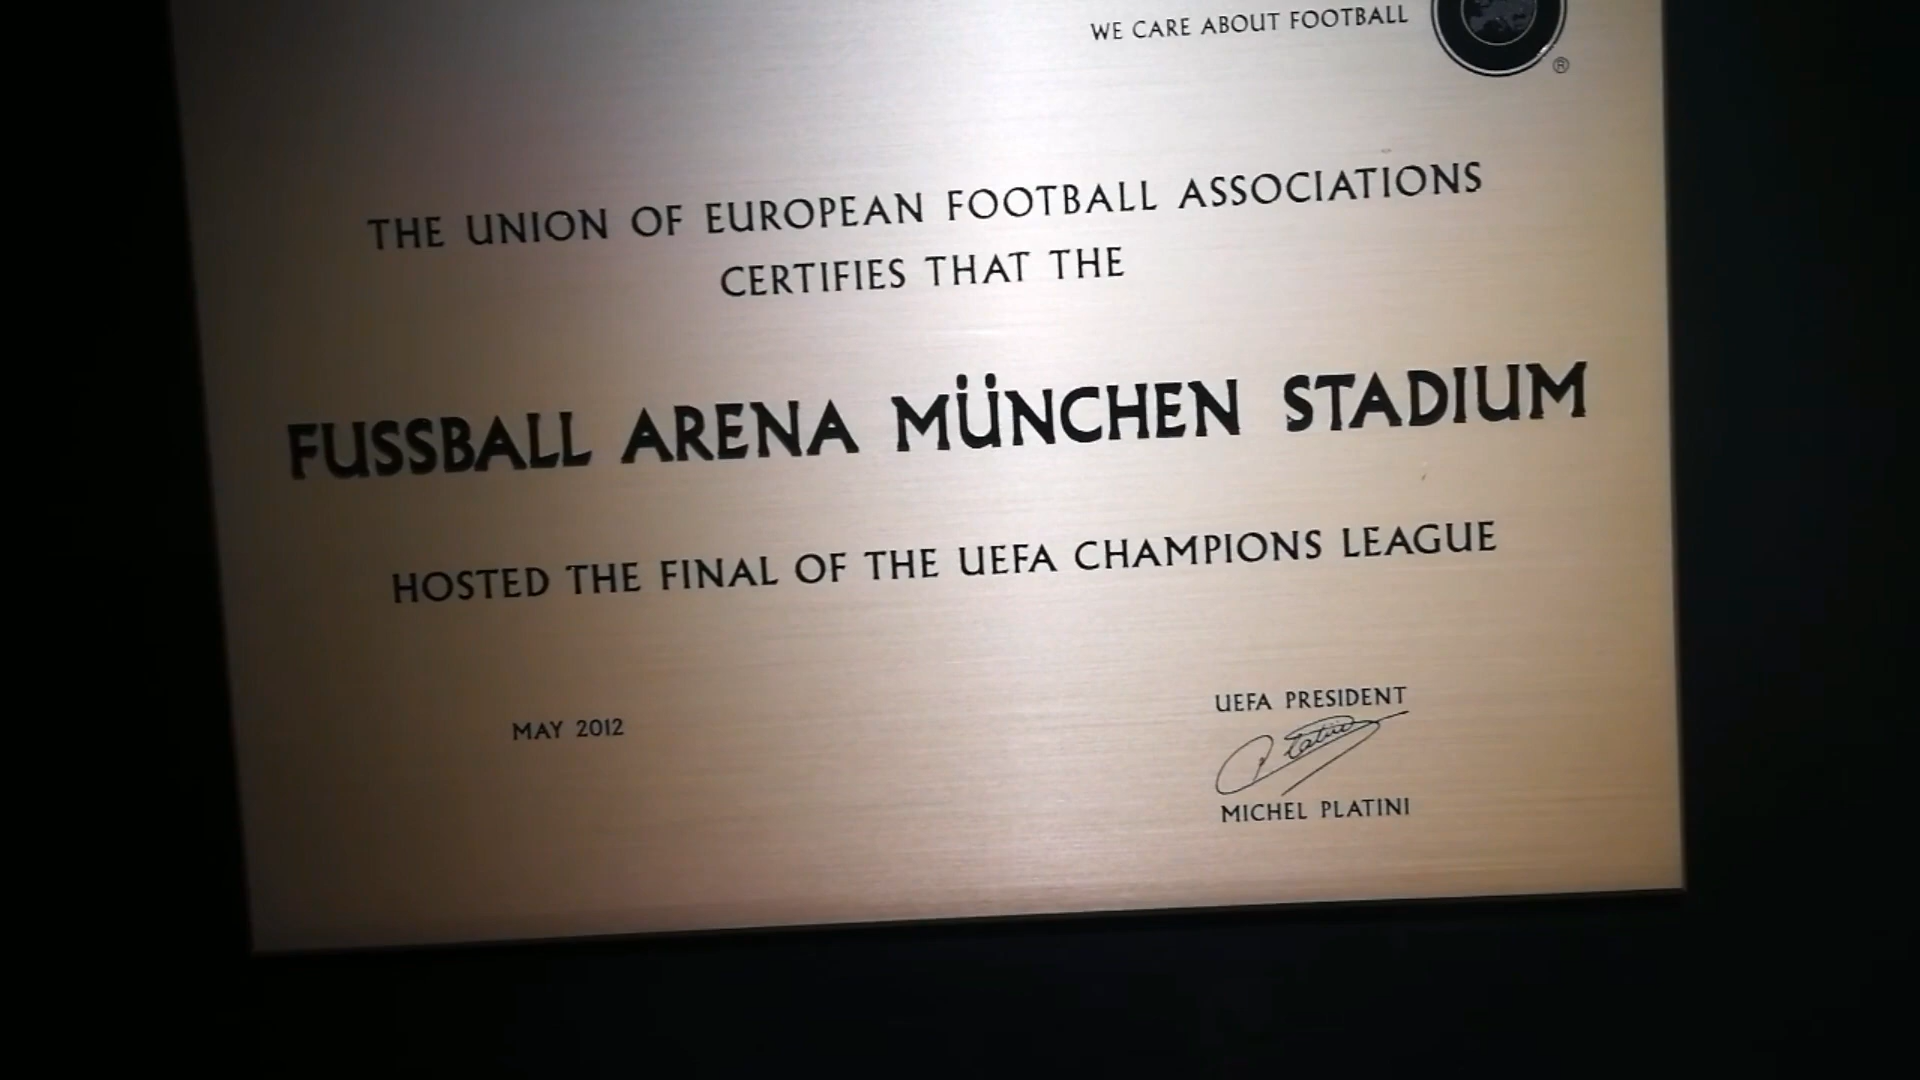 WE CARE ABOUT FOOTBALL
®
THE UNION OF EUROPEAN FOOTBALL ASSOCIATIONS
CERTIFIES THAT THE
FUSSBALL ARENA MÜNCHEN STADIUM
HOSTED THE FINAL OF THE UEFA CHAMPIONS LEAGUE
MAY 2012
UEFA PRESIDENT
Platini
MICHEL PLATINI